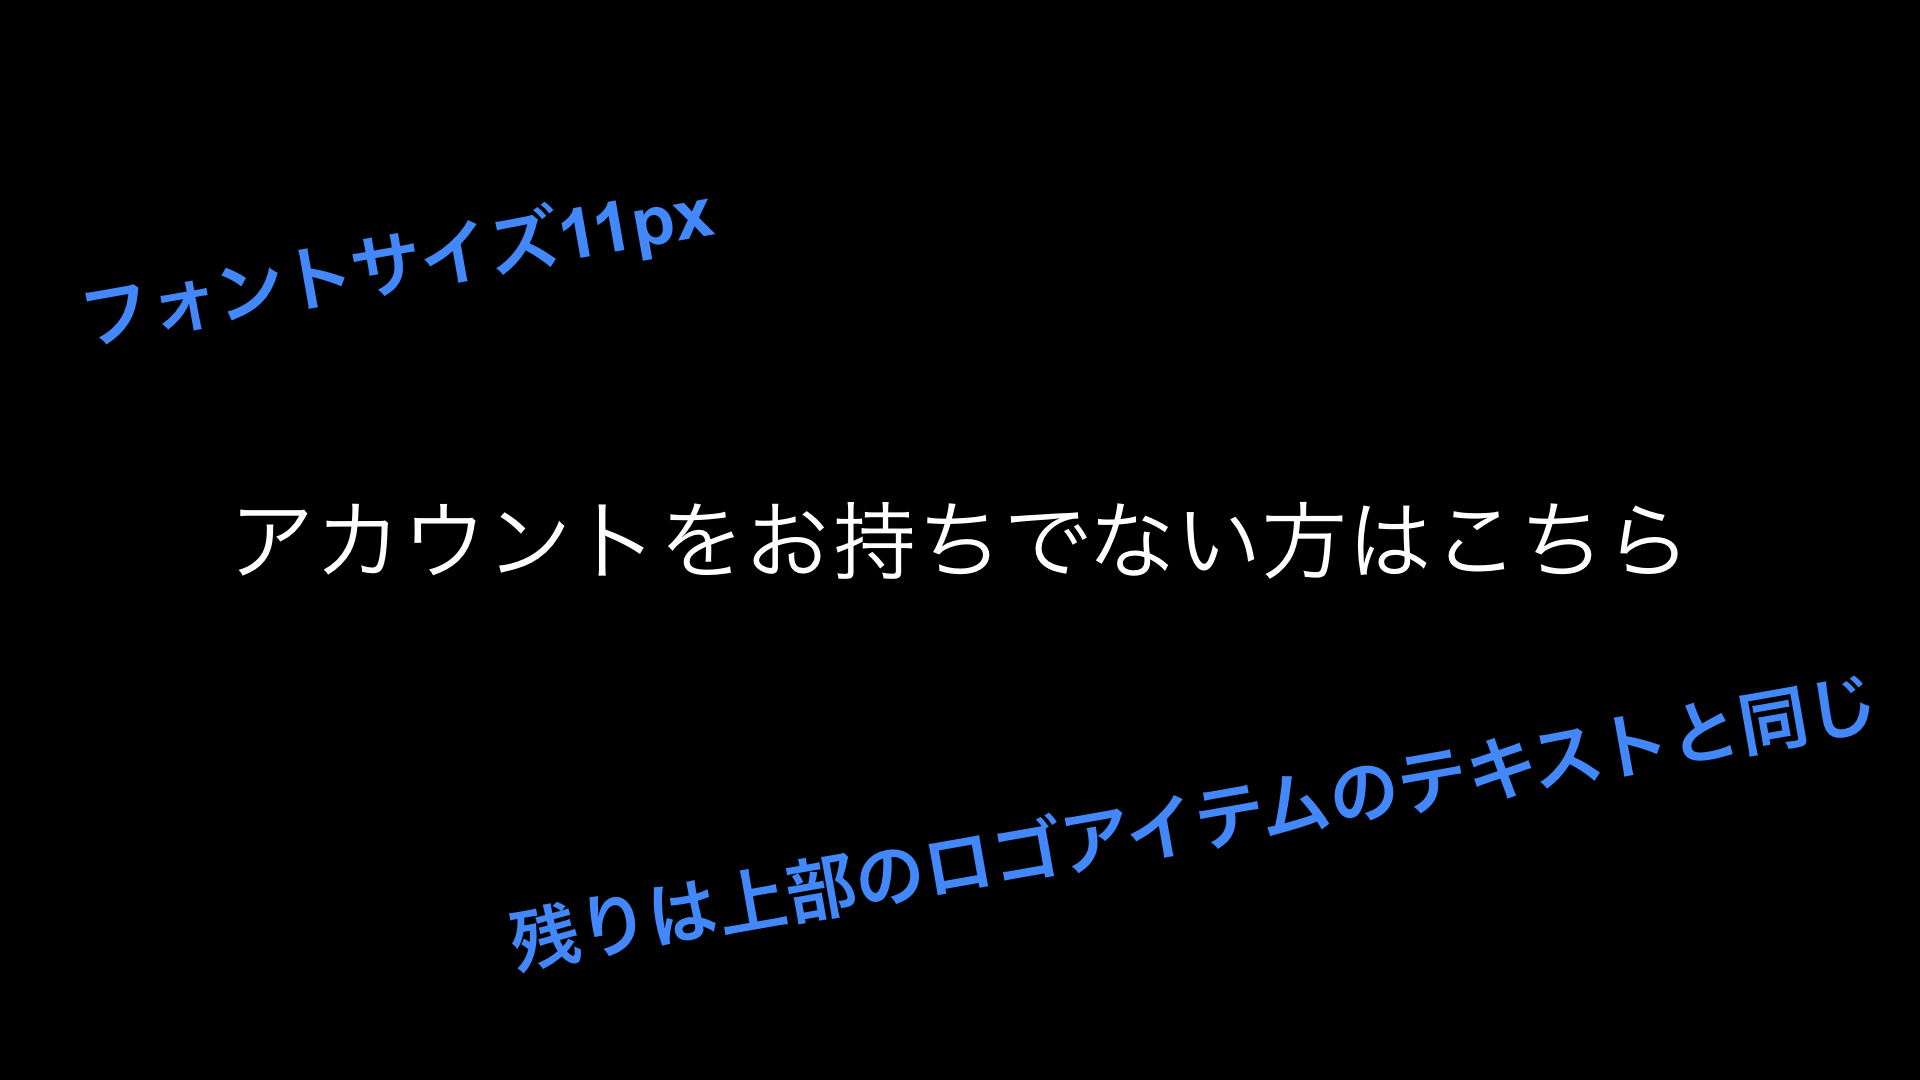 フォントサイズ11px
アカウントをお持ちでない方はこちら
残りは上部のロゴアイテムのテキストと同じ